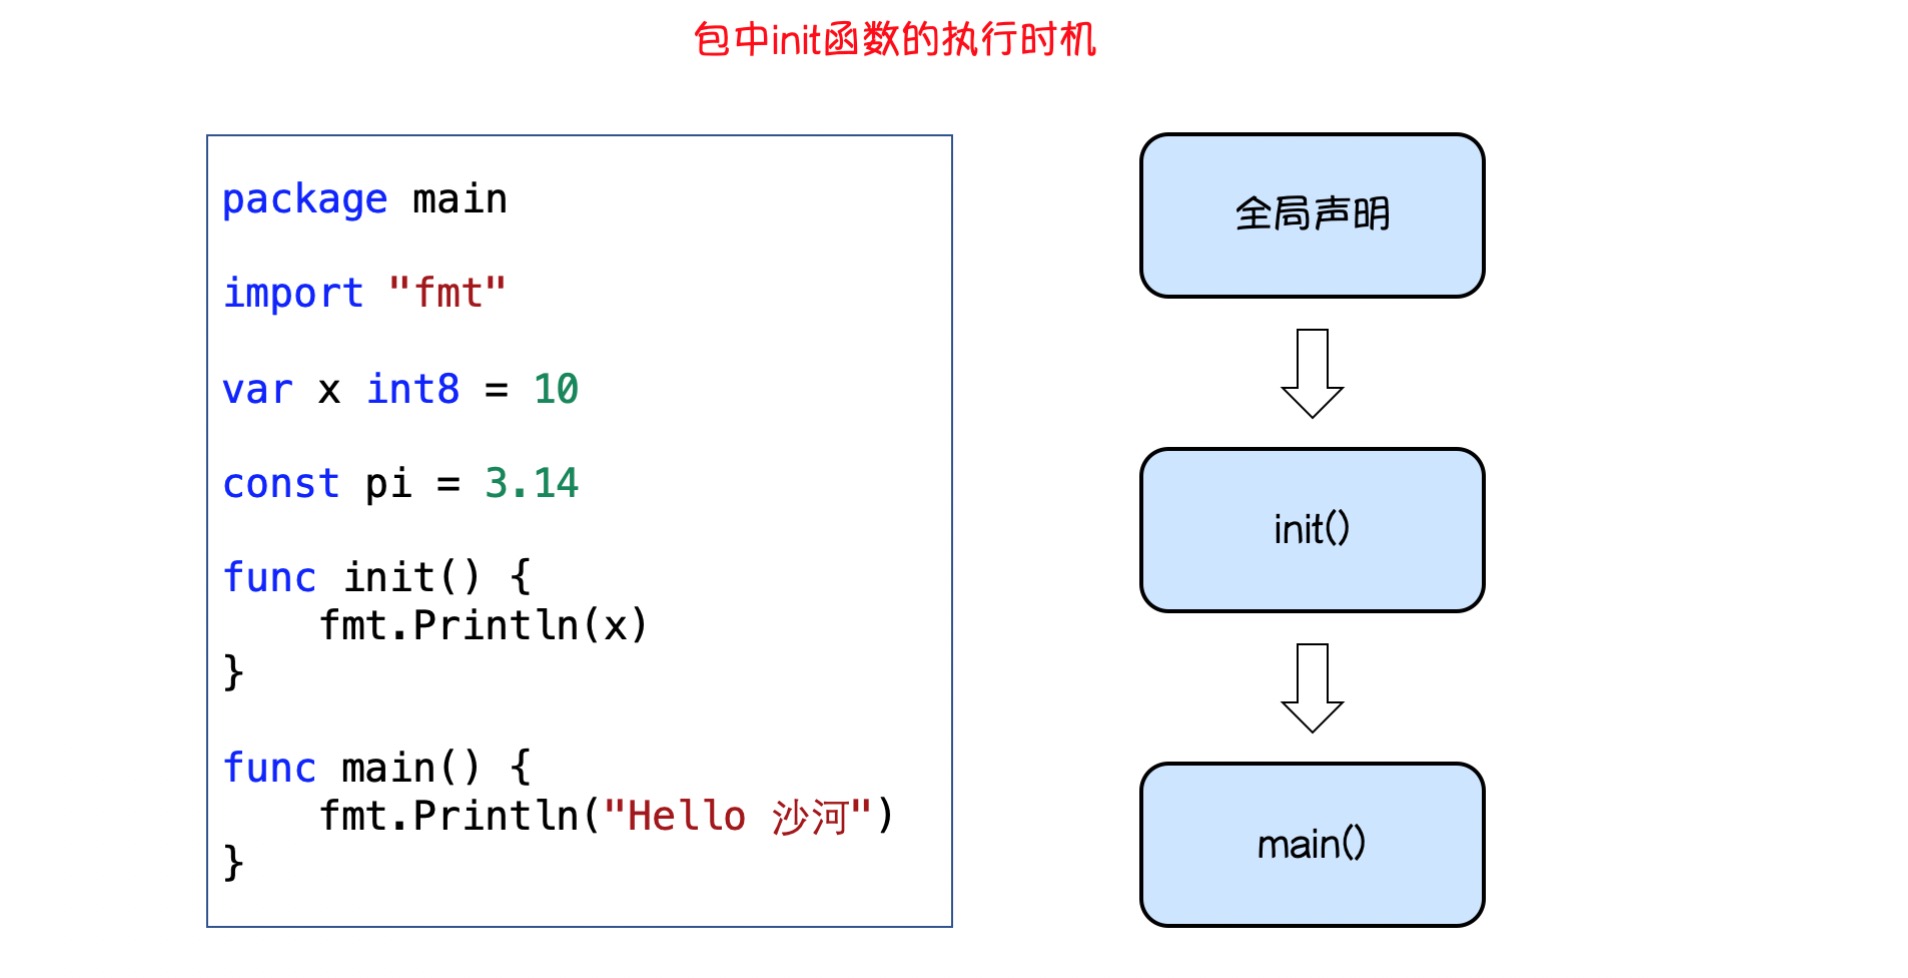 包中init函数的执行时机
package main
import "fmt"
var x int8 = 10
const pi = 3.14
func init() {
    fmt.Println(x)
}
func main() {
    fmt.Println("Hello 沙河")
}
全局声明
init()
main()